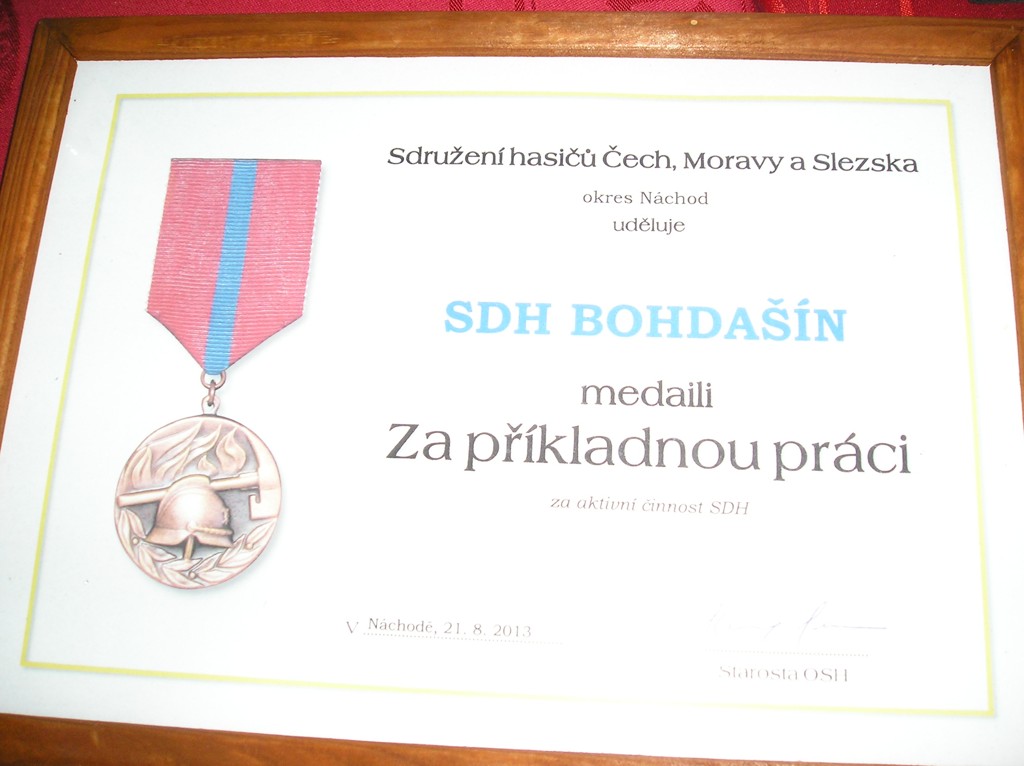 Sdružení hasičů Čech, Moravy a Slezska
okres Náchod
uděluje
SDH BOHDAŠÍN
medaili
Za příkladnou práci
za aktivní činnost SDH
V Náchodě, 21. 8. 2013
Starosta OSH